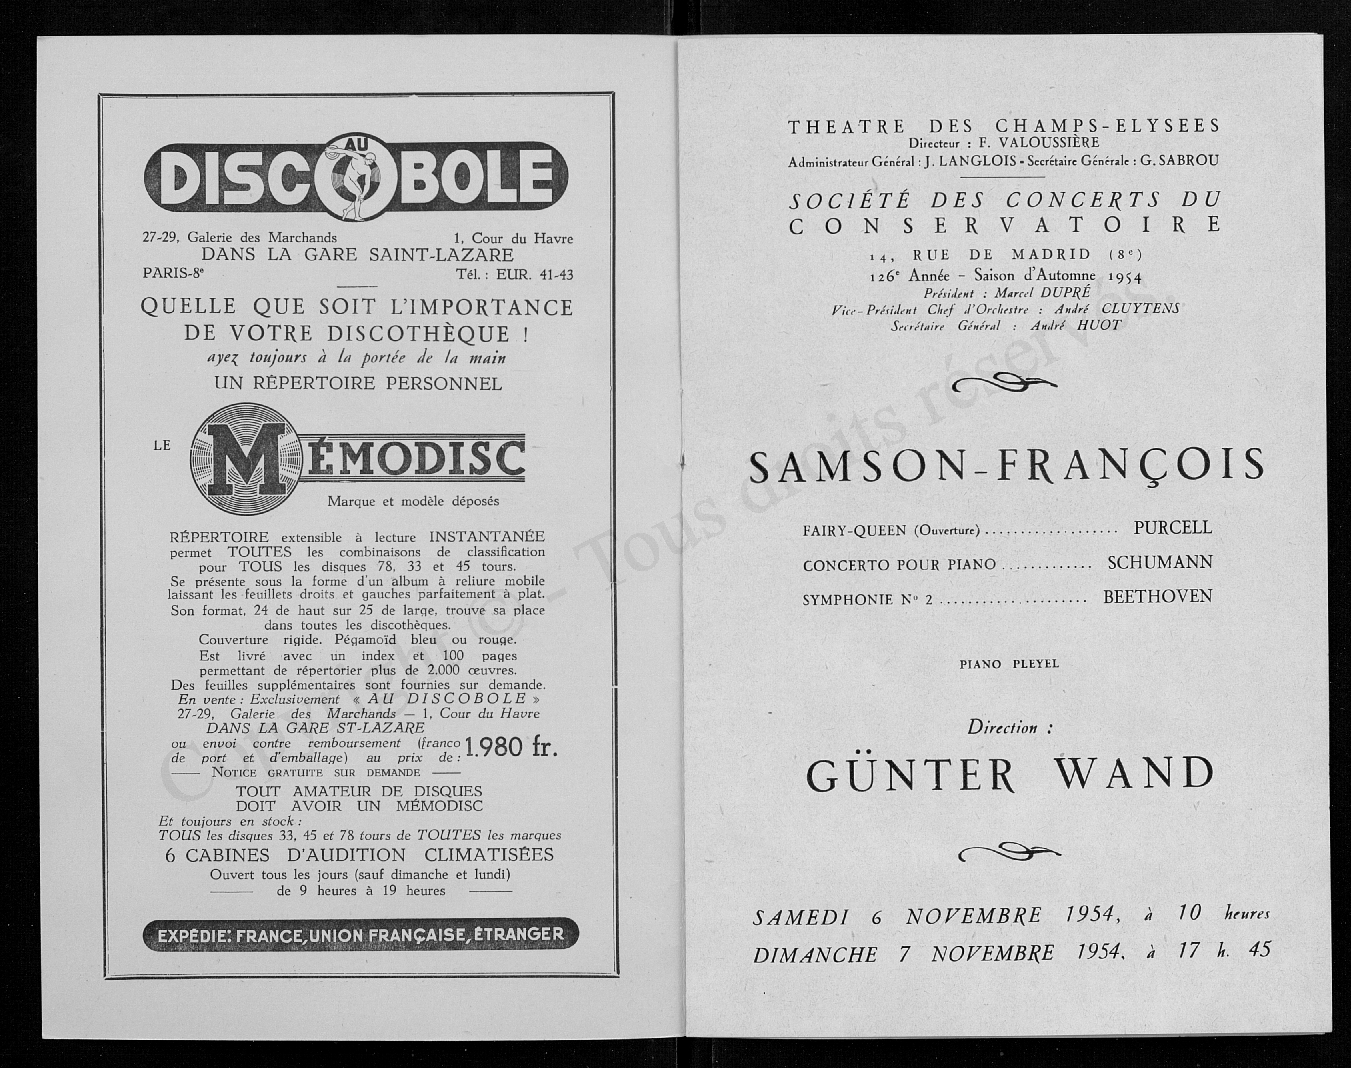 AU
DISCOBOLE
27-29, Galerie des Marchands 1, Cour du Havre
DANS LA GARE SAINT-LAZARE
PARIS-8e Tél. : EUR. 41-43
QUELLE QUE SOIT L'IMPORTANCE
DE VOTRE DISCOTHÈQUE !
ayez toujours à la portée de la main
UN RÉPERTOIRE PERSONNEL
LE MÉMODISC
M
Marque et modèle déposés
RÉPERTOIRE extensible à lecture INSTANTANÉE
permet TOUTES les combinaisons de classification
pour TOUS les disques 78, 33 et 45 tours.
Se présente sous la forme d'un album à reliure mobile
laissant les feuillets droits et gauches parfaitement à plat.
Son format, 24 de haut sur 25 de large, trouve sa place
dans toutes les discothèques.
Couverture rigide. Pégamoïd bleu ou rouge.
Est livré avec un index et 100 pages
permettant de répertorier plus de 2.000 œuvres.
Des feuilles supplémentaires sont fournies sur demande.
En vente : Exclusivement « AU DISCOBOLE »
27-29, Galerie des Marchands — 1, Cour du Havre
DANS LA GARE ST-LAZARE
ou envoi contre remboursement (franco
de port et d'emballage) au prix de : 1.980 fr.
NOTICE GRATUITE SUR DEMANDE
TOUT AMATEUR DE DISQUES
DOIT AVOIR UN MÉMODISC
Et toujours en stock :
TOUS les disques 33, 45 et 78 tours de TOUTES les marques
6 CABINES D'AUDITION CLIMATISÉES
Ouvert tous les jours (sauf dimanche et lundi)
de 9 heures à 19 heures
EXPÉDIE: FRANCE, UNION FRANÇAISE, ÉTRANGER
THEATRE DES CHAMPS-ELYSEES
Directeur : F. VALOUSSIÈRE
Administrateur Général : J. LANGLOIS - Secrétaire Générale : G. SABROU
SOCIÉTÉ DES CONCERTS DU
CONSERVATOIRE
14, RUE DE MADRID (8e)
126e Année - Saison d'Automne 1954
Président : Marcel DUPRÉ
Vice-Président Chef d'Orchestre : André CLUYTENS
Secrétaire Général : André HUOT
SAMSON-FRANÇOIS
FAIRY-QUEEN (Ouverture) .................. PURCELL
CONCERTO POUR PIANO ............. SCHUMANN
SYMPHONIE No 2 ..................... BEETHOVEN
PIANO PLEYEL
Direction :
GÜNTER WAND
SAMEDI 6 NOVEMBRE 1954, à 10 heures
DIMANCHE 7 NOVEMBRE 1954, à 17 h. 45
Copyright © - Tous droits réservés.